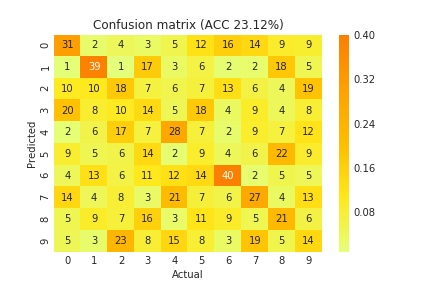 Confusion matrix (ACC 23.12%)
0 31 2 4 3 5 12 16 14 9 9
1 1 39 1 17 3 6 2 2 18 5
2 10 10 18 7 6 7 13 6 4 19
3 20 8 10 14 5 18 4 9 4 8
4 2 6 17 7 28 7 2 9 7 12
5 9 5 6 14 2 9 4 6 22 9
6 4 13 6 11 12 14 40 2 5 5
7 14 4 8 3 21 7 6 27 4 13
8 5 9 7 16 3 11 9 5 21 6
9 5 3 23 8 15 8 3 19 5 14
0 1 2 3 4 5 6 7 8 9
Predicted
Actual
0.40
0.32
0.24
0.16
0.08